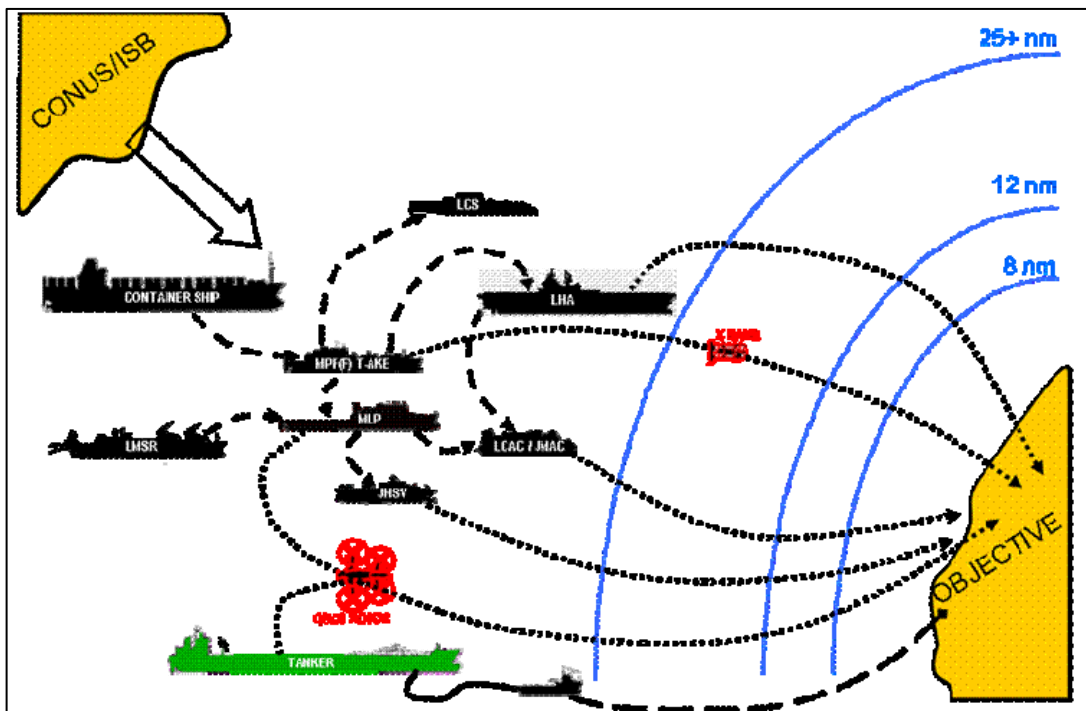 CONUS/ISB
25+ nm
LCS
12 nm
8 nm
CONTAINER SHIP
LHA
MPF(F) T-AKE
MLP
LMSR
LCAC / JMAC
JHSV
OBJECTIVE
TANKER